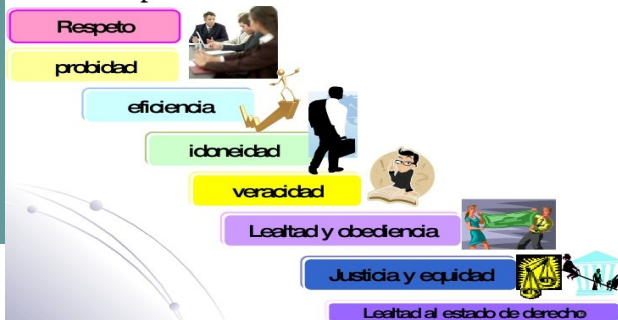 Respeto
probidad
eficiencia
idoneidad
veracidad
Lealtad y obediencia
Justicia y equidad
Lealtad al estado de derecho